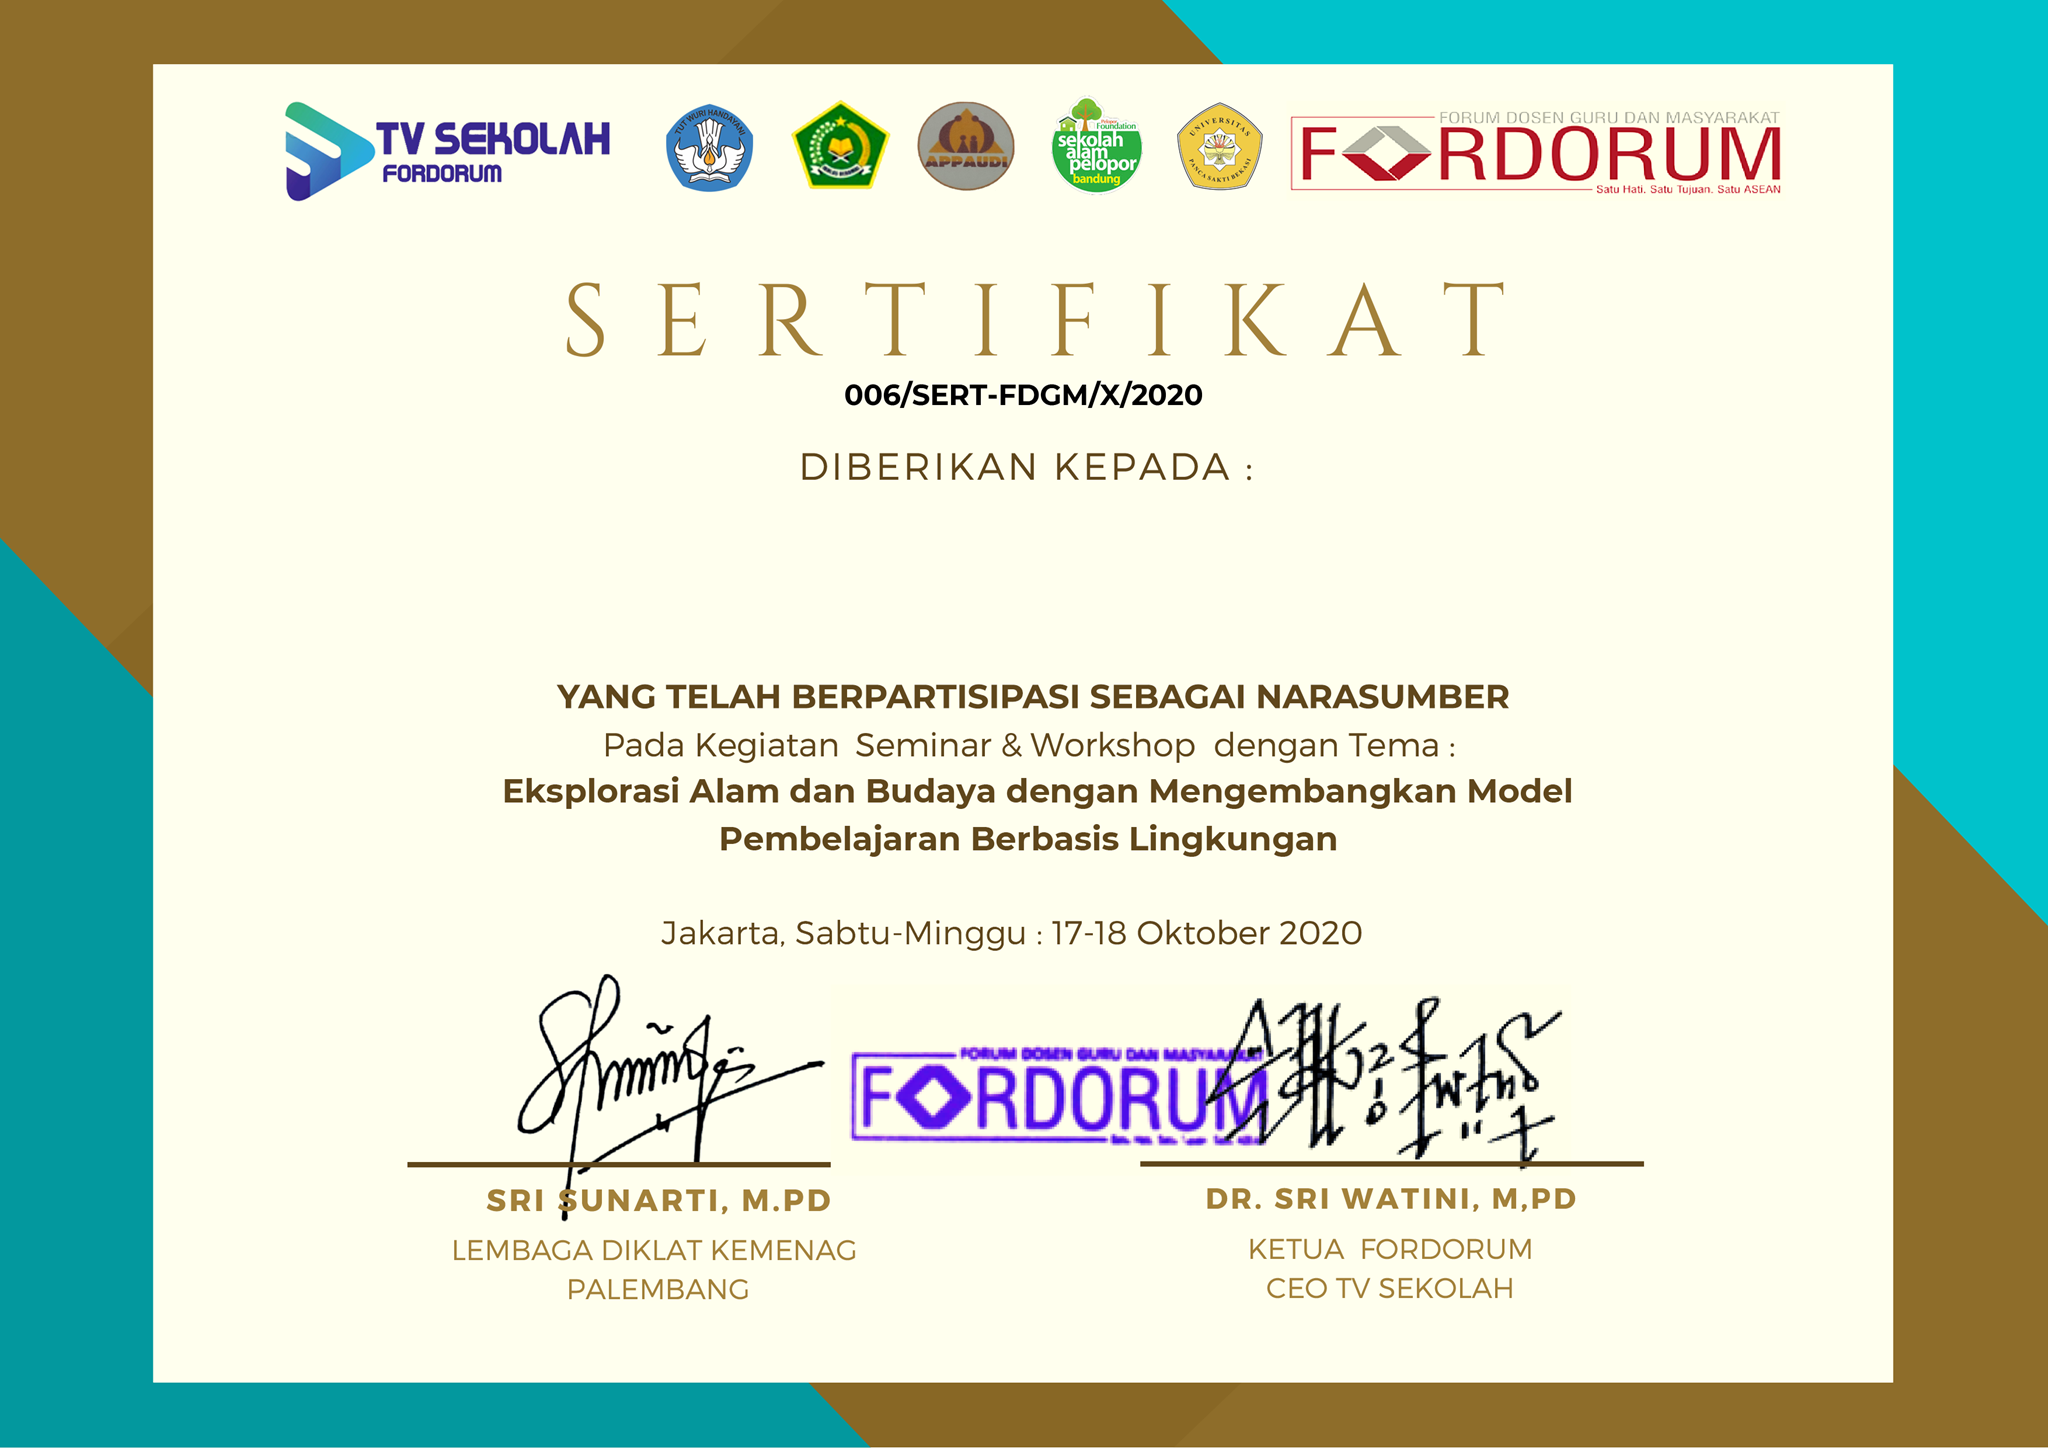 TV SEKOLAH
FORDORUM
TUT WURI HANDAYANI
APPAUDI
Pelopor
Foundation
sekolah
alam
pelopor
bandung
UNIVERSITAS
PANCA SAKTI BEKASI
FORUM DOSEN GURU DAN MASYARAKAT
FORDORUM
Satu Hati. Satu Tujuan. Satu ASEAN
SERTIFIKAT
006/SERT-FDGM/X/2020
DIBERIKAN KEPADA :
YANG TELAH BERPARTISIPASI SEBAGAI NARASUMBER
Pada Kegiatan Seminar & Workshop dengan Tema :
Eksplorasi Alam dan Budaya dengan Mengembangkan Model
Pembelajaran Berbasis Lingkungan
Jakarta, Sabtu-Minggu : 17-18 Oktober 2020
FORUM DOSEN GURU DAN MASYARAKAT
FORDORUM
SRI SUNARTI, M.PD
LEMBAGA DIKLAT KEMENAG
PALEMBANG
DR. SRI WATINI, M,PD
KETUA FORDORUM
CEO TV SEKOLAH